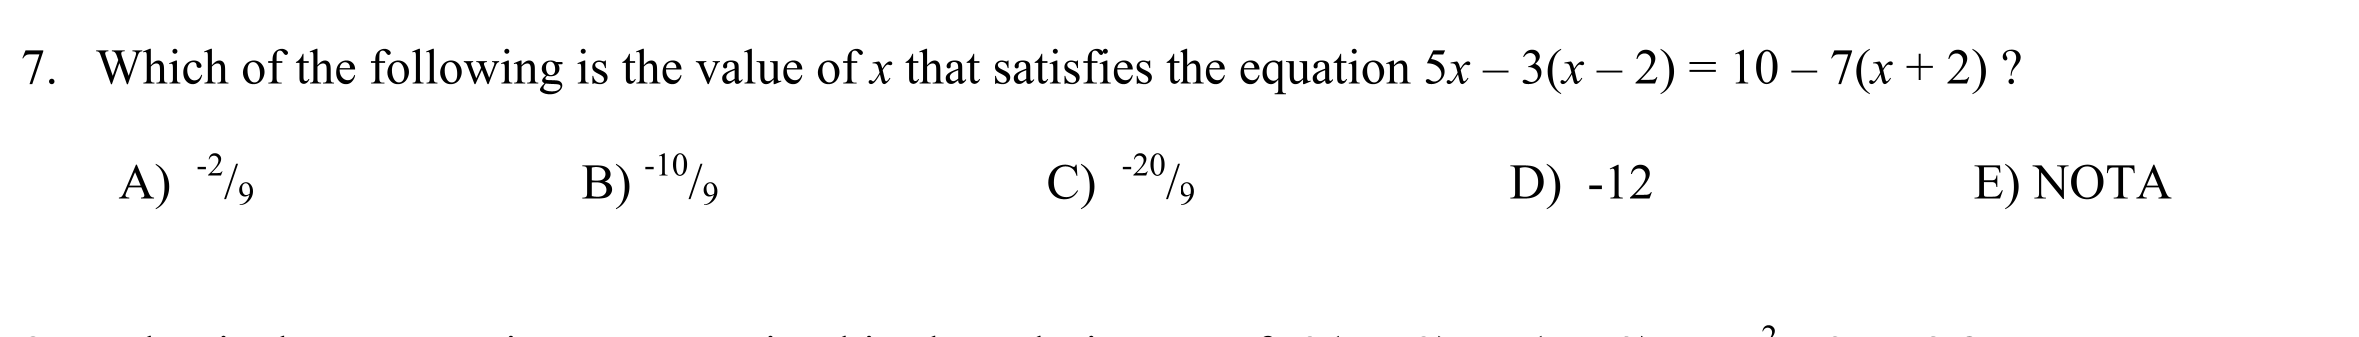 7. Which of the following is the value of x that satisfies the equation 5x – 3(x – 2) = 10 – 7(x + 2) ?
A) -2/9 B) -10/9 C) -20/9 D) -12 E) NOTA